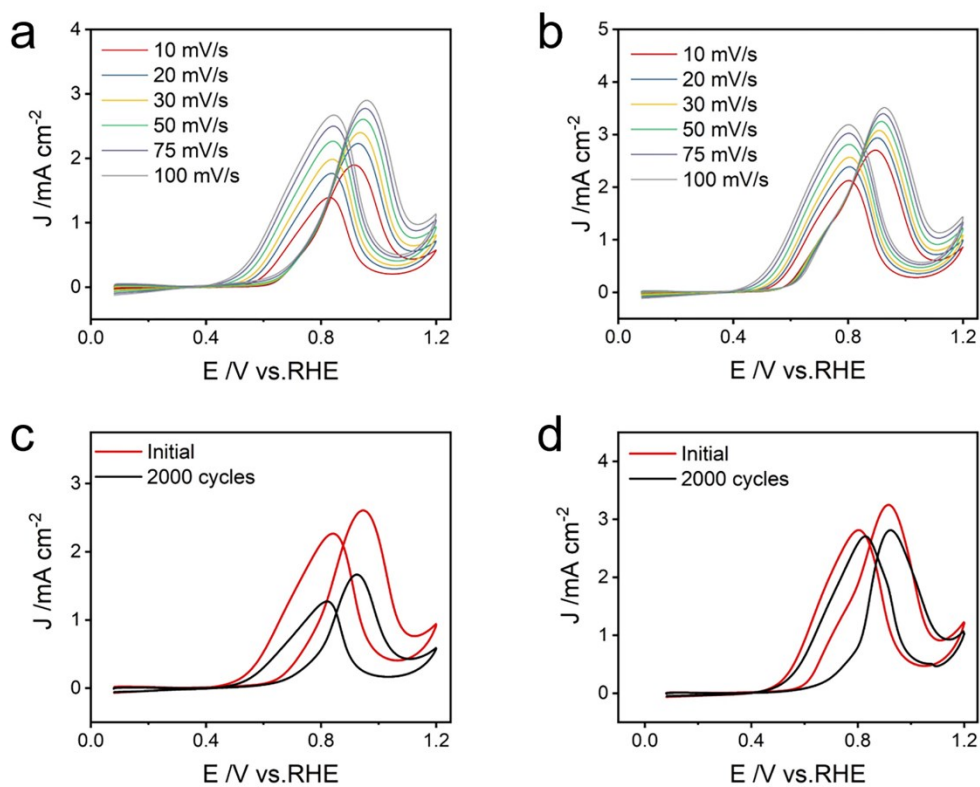 a
4
3
2
1
0
J /mA cm⁻²
10 mV/s
20 mV/s
30 mV/s
50 mV/s
75 mV/s
100 mV/s
0.0 0.4 0.8 1.2
E /V vs.RHE
b
5
4
3
2
1
0
J /mA cm⁻²
10 mV/s
20 mV/s
30 mV/s
50 mV/s
75 mV/s
100 mV/s
0.0 0.4 0.8 1.2
E /V vs.RHE
c
3
2
1
0
J /mA cm⁻²
Initial
2000 cycles
0.0 0.4 0.8 1.2
E /V vs.RHE
d
4
3
2
1
0
J /mA cm⁻²
Initial
2000 cycles
0.0 0.4 0.8 1.2
E /V vs.RHE